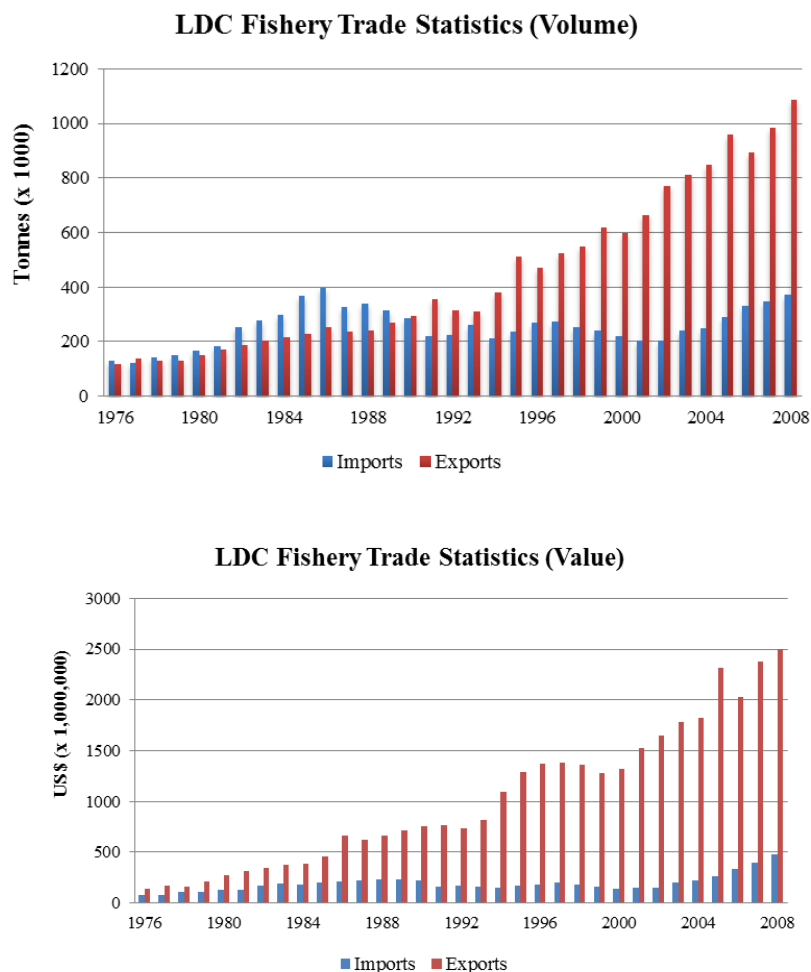 LDC Fishery Trade Statistics (Volume)
1200
1000
800
600
400
200
0
Tonnes (x 1000)
1976 1980 1984 1988 1992 1996 2000 2004 2008
Imports Exports
LDC Fishery Trade Statistics (Value)
3000
2500
2000
1500
1000
500
0
US$ (x 1,000,000)
1976 1980 1984 1988 1992 1996 2000 2004 2008
Imports Exports